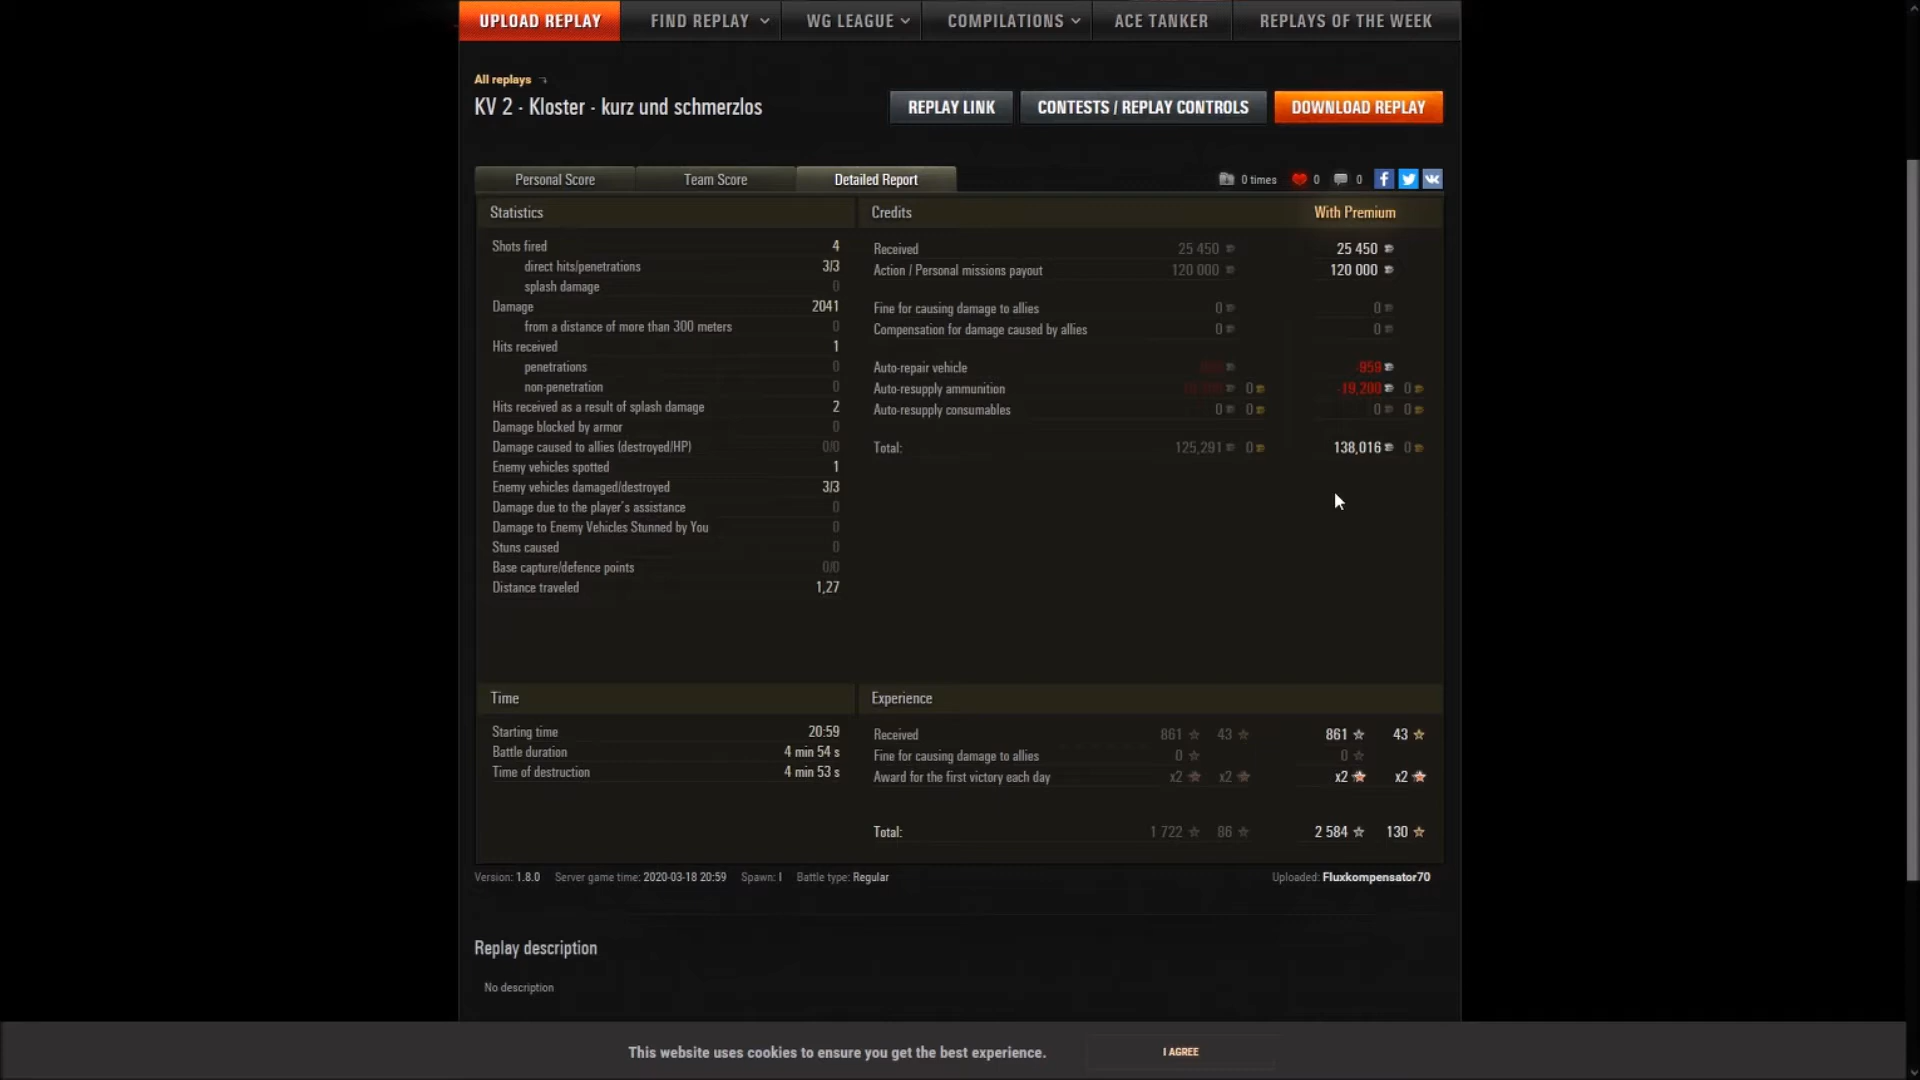 UPLOAD REPLAY FIND REPLAY WG LEAGUE COMPILATIONS ACE TANKER REPLAYS OF THE WEEK
All replays
KV 2 - Kloster - kurz und schmerzlos REPLAY LINK CONTESTS / REPLAY CONTROLS DOWNLOAD REPLAY
Personal Score Team Score Detailed Report 0 times 0 0
Statistics
Shots fired 4
direct hits/penetrations 3/3
splash damage 0
Damage 2041
from a distance of more than 300 meters 0
Hits received 1
penetrations 0
non-penetration 0
Hits received as a result of splash damage 2
Damage blocked by armor 0
Damage caused to allies (destroyed/HP) 0/0
Enemy vehicles spotted 1
Enemy vehicles damaged/destroyed 3/3
Damage due to the player's assistance 0
Damage to Enemy Vehicles Stunned by You 0
Stuns caused 0
Base capture/defence points 0/0
Distance traveled 1,27
Credits With Premium
Received 25 450 25 450
Action / Personal missions payout 120 000 120 000
Fine for causing damage to allies 0 0
Compensation for damage caused by allies 0 0
Auto-repair vehicle -959
Auto-resupply ammunition 0 -19,200 0
Auto-resupply consumables 0 0 0 0
Total: 125,291 0 138,016 0
Time
Starting time 20:59
Battle duration 4 min 54 s
Time of destruction 4 min 53 s
Experience
Received 861 43 861 43
Fine for causing damage to allies 0 0
Award for the first victory each day x2 x2 x2 x2
Total: 1 722 86 2 584 130
Version: 1.8.0 Server game time: 2020-03-18 20:59 Spawn: I Battle type: Regular Uploaded: Fluxkompensator70
Replay description
No description
This website uses cookies to ensure you get the best experience. I AGREE